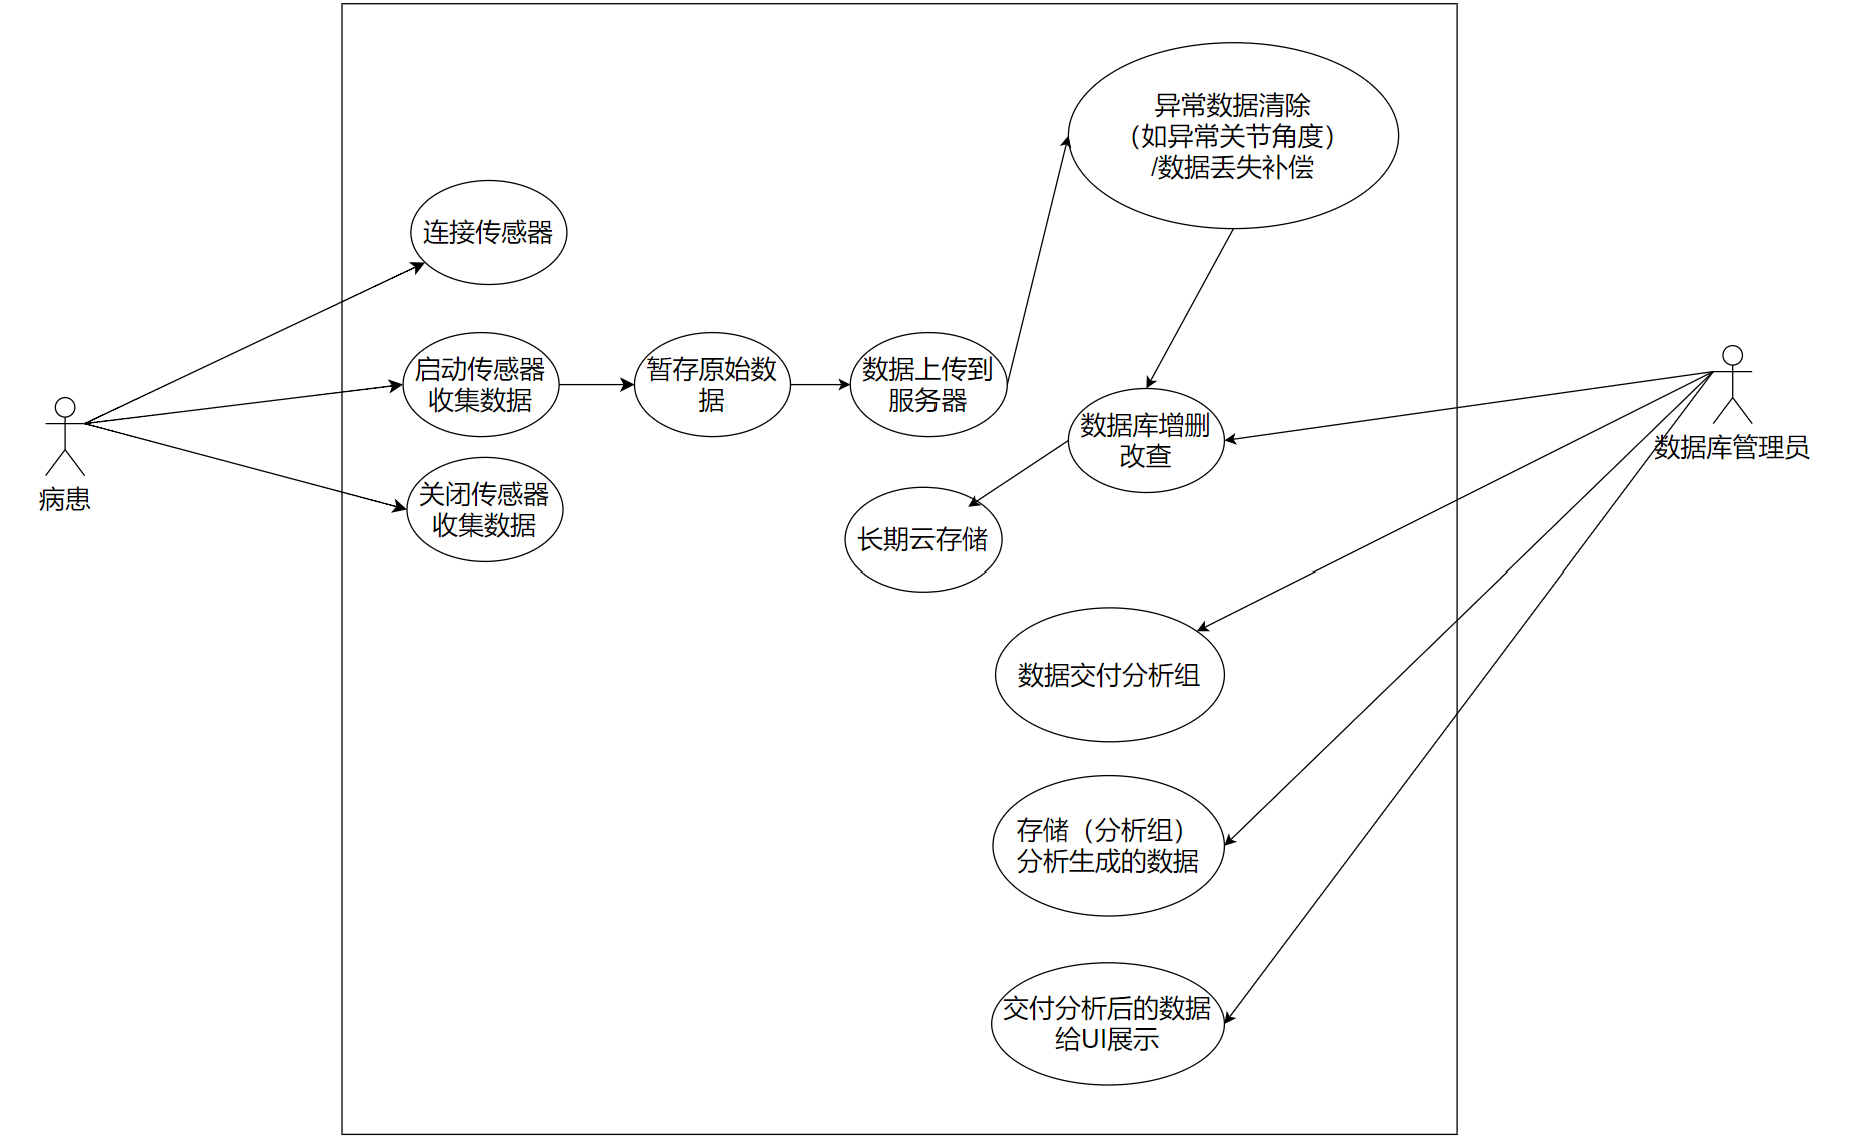 异常数据清除
（如异常关节角度）
/数据丢失补偿
连接传感器
启动传感器
收集数据
暂存原始数
据
数据上传到
服务器
数据库增删
改查
数据库管理员
病患
关闭传感器
收集数据
长期云存储
数据交付分析组
存储（分析组）
分析生成的数据
交付分析后的数据
给UI展示